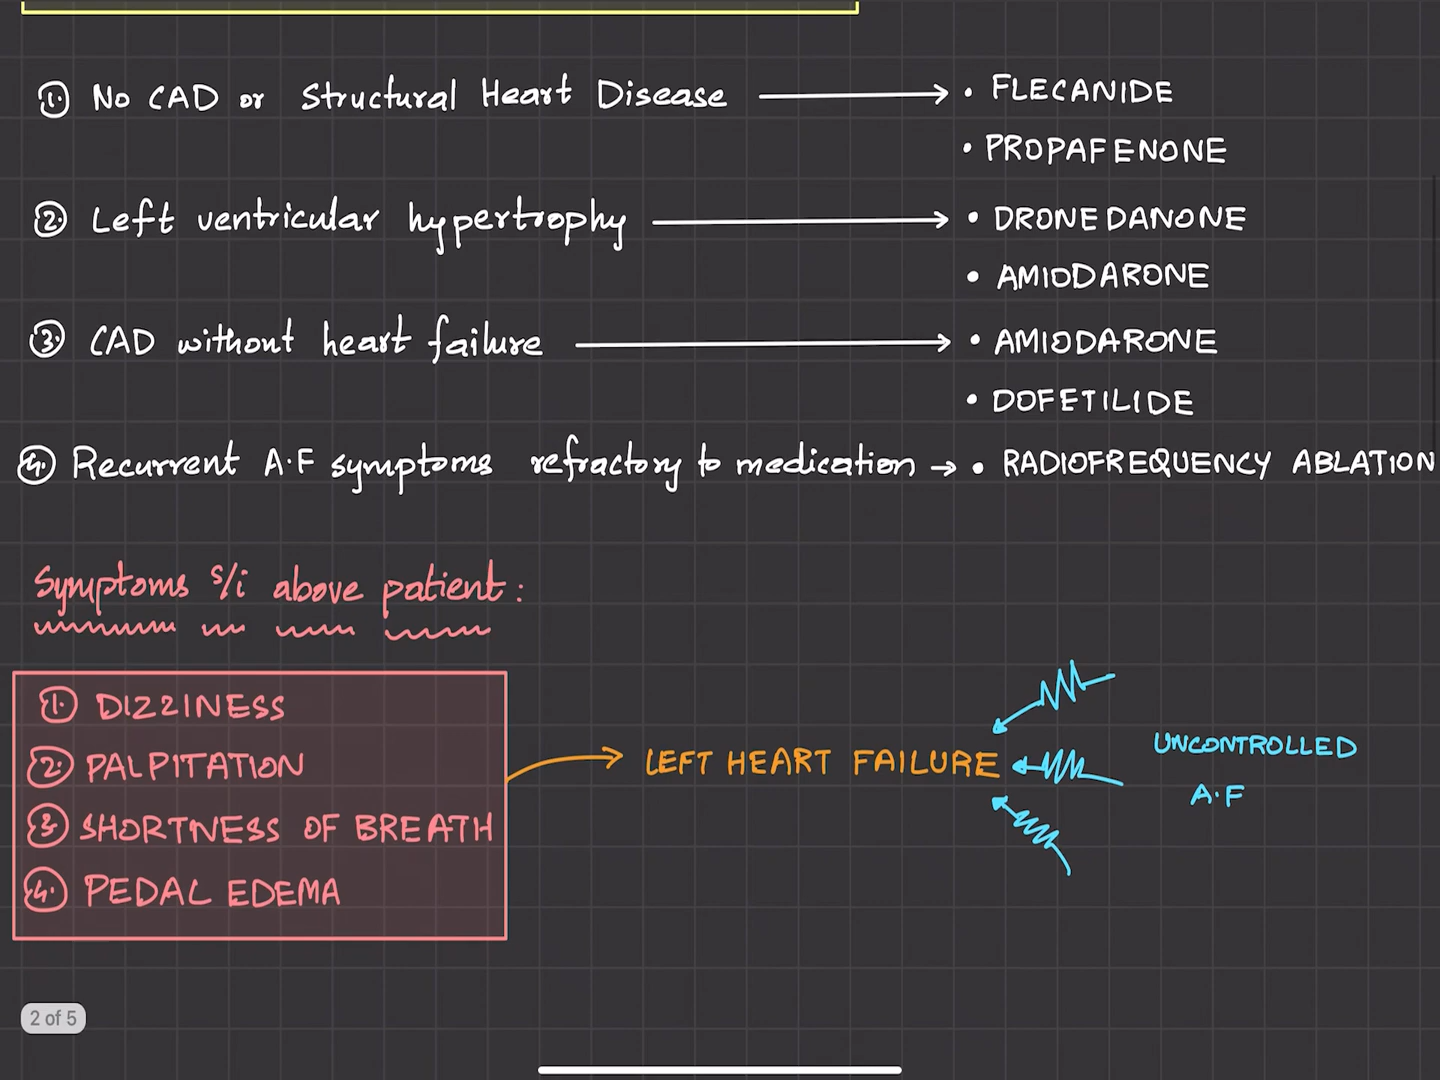 1. No CAD or Structural Heart Disease → • FLECANIDE
• PROPAFENONE
2. Left ventricular hypertrophy → • DRONEDANONE
• AMIODARONE
3. CAD without heart failure → • AMIODARONE
• DOFETILIDE
4. Recurrent A.F symptoms refractory to medication → • RADIOFREQUENCY ABLATION
Symptoms s/i above patient:
1. DIZZINESS
2. PALPITATION
3. SHORTNESS OF BREATH
4. PEDAL EDEMA
LEFT HEART FAILURE
UNCONTROLLED
A.F
2 of 5